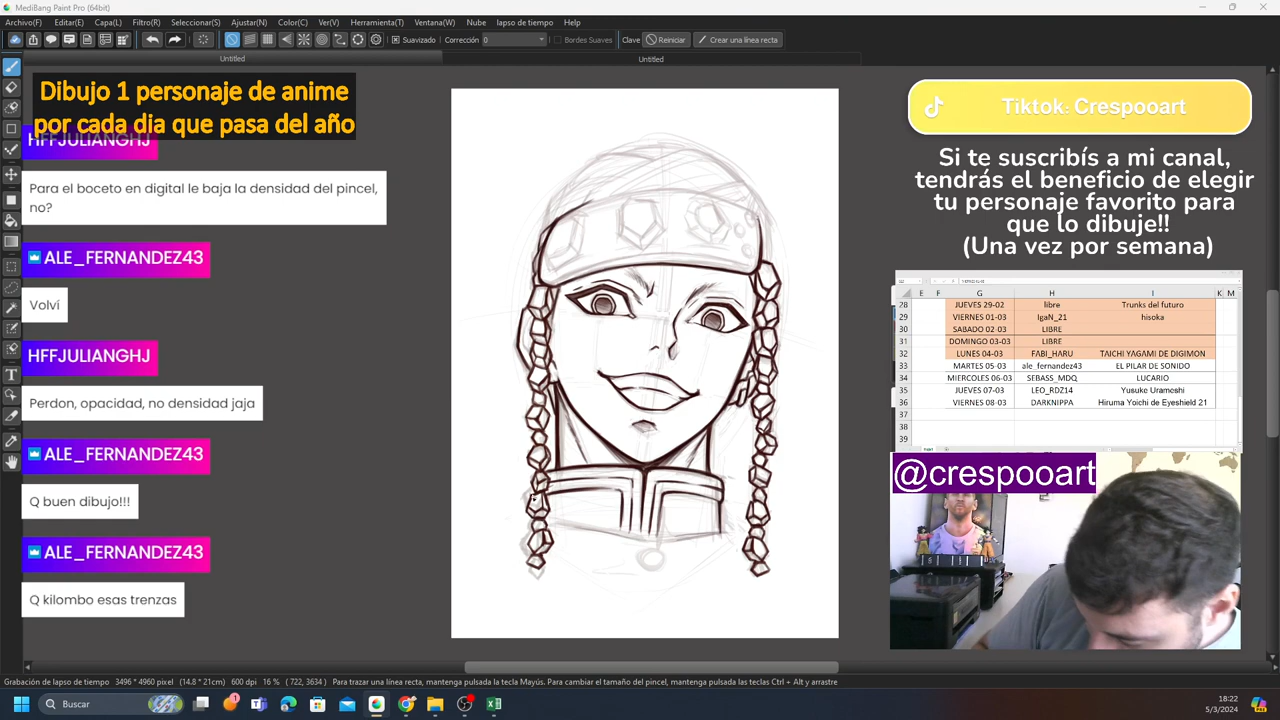 MediBang Paint Pro (64bit)
Archivo(F) Editar(E) Capa(L) Filtro(R) Seleccionar(S) Ajustar(N) Color(C) Ver(V) Herramienta(T) Ventana(W) Nube lapso de tiempo Help
Suavizado Corrección 0 Bordes Suaves Clave Reiniciar Crear una línea recta
Untitled Untitled
Dibujo 1 personaje de anime
por cada dia que pasa del año
HFFJULIANGHJ
Para el boceto en digital le baja la densidad del pincel,
no?
ALE_FERNANDEZ43
Volví
HFFJULIANGHJ
Perdon, opacidad, no densidad jaja
ALE_FERNANDEZ43
Q buen dibujo!!!
ALE_FERNANDEZ43
Q kilombo esas trenzas
Tiktok: Crespooart
Si te suscribís a mi canal,
tendrás el beneficio de elegir
tu personaje favorito para
que lo dibuje!!
(Una vez por semana)
E F G H I J K L M
28 JUEVES 29-02 libre Trunks del futuro
29 VIERNES 01-03 IgaN_21 hisoka
30 SABADO 02-03 LIBRE
31 DOMINGO 03-03 LIBRE
32 LUNES 04-03 FABI_HARU TAICHI YAGAMI DE DIGIMON
33 MARTES 05-03 ale_fernandez43 EL PILAR DE SONIDO
34 MIERCOLES 06-03 SEBASS_MDQ LUCARIO
35 JUEVES 07-03 LEO_RDZ14 Yusuke Urameshi
36 VIERNES 08-03 DARKNIPPA Hiruma Yoichi de Eyeshield 21
37
38
39
@crespooart
Grabación de lapso de tiempo 3496 * 4960 píxel (14.8 * 21cm) 600 dpi 16 % ( 722, 3634 ) Para trazar una línea recta, mantenga pulsada la tecla Mayús. Para cambiar el tamaño del pincel, mantenga pulsadas las teclas Ctrl + Alt y arrastre
Buscar
18:22
5/3/2024